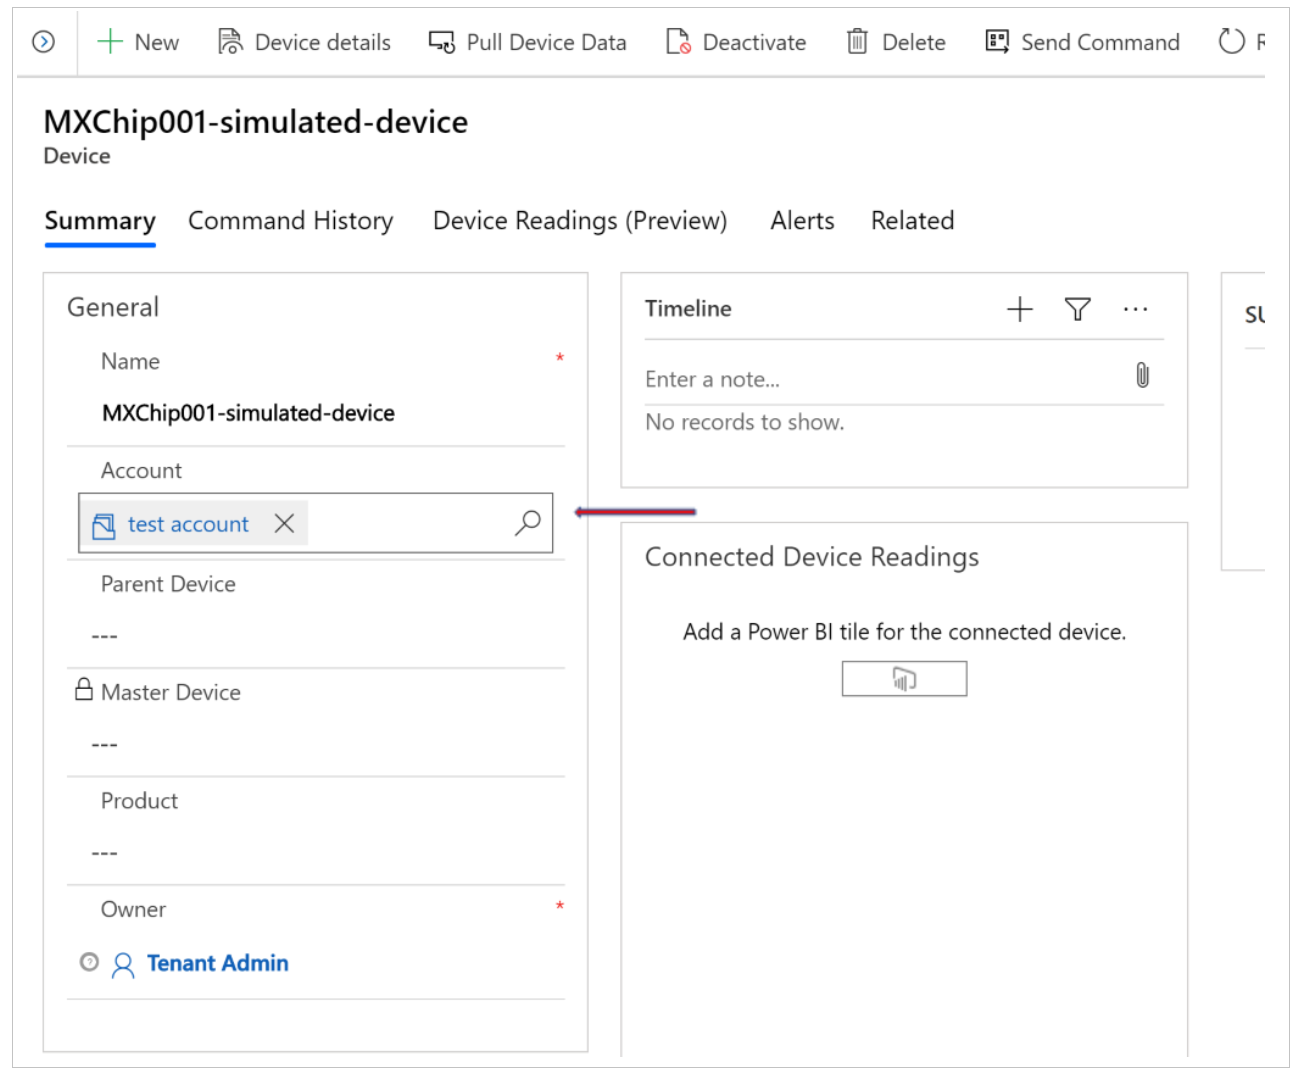 New Device details Pull Device Data Deactivate Delete Send Command R
MXChip001-simulated-device
Device
Summary Command History Device Readings (Preview) Alerts Related
General
Name *
MXChip001-simulated-device
Account
test account
Parent Device
---
Master Device
---
Product
---
Owner *
Tenant Admin
Timeline
Enter a note...
No records to show.
Connected Device Readings
Add a Power BI tile for the connected device.